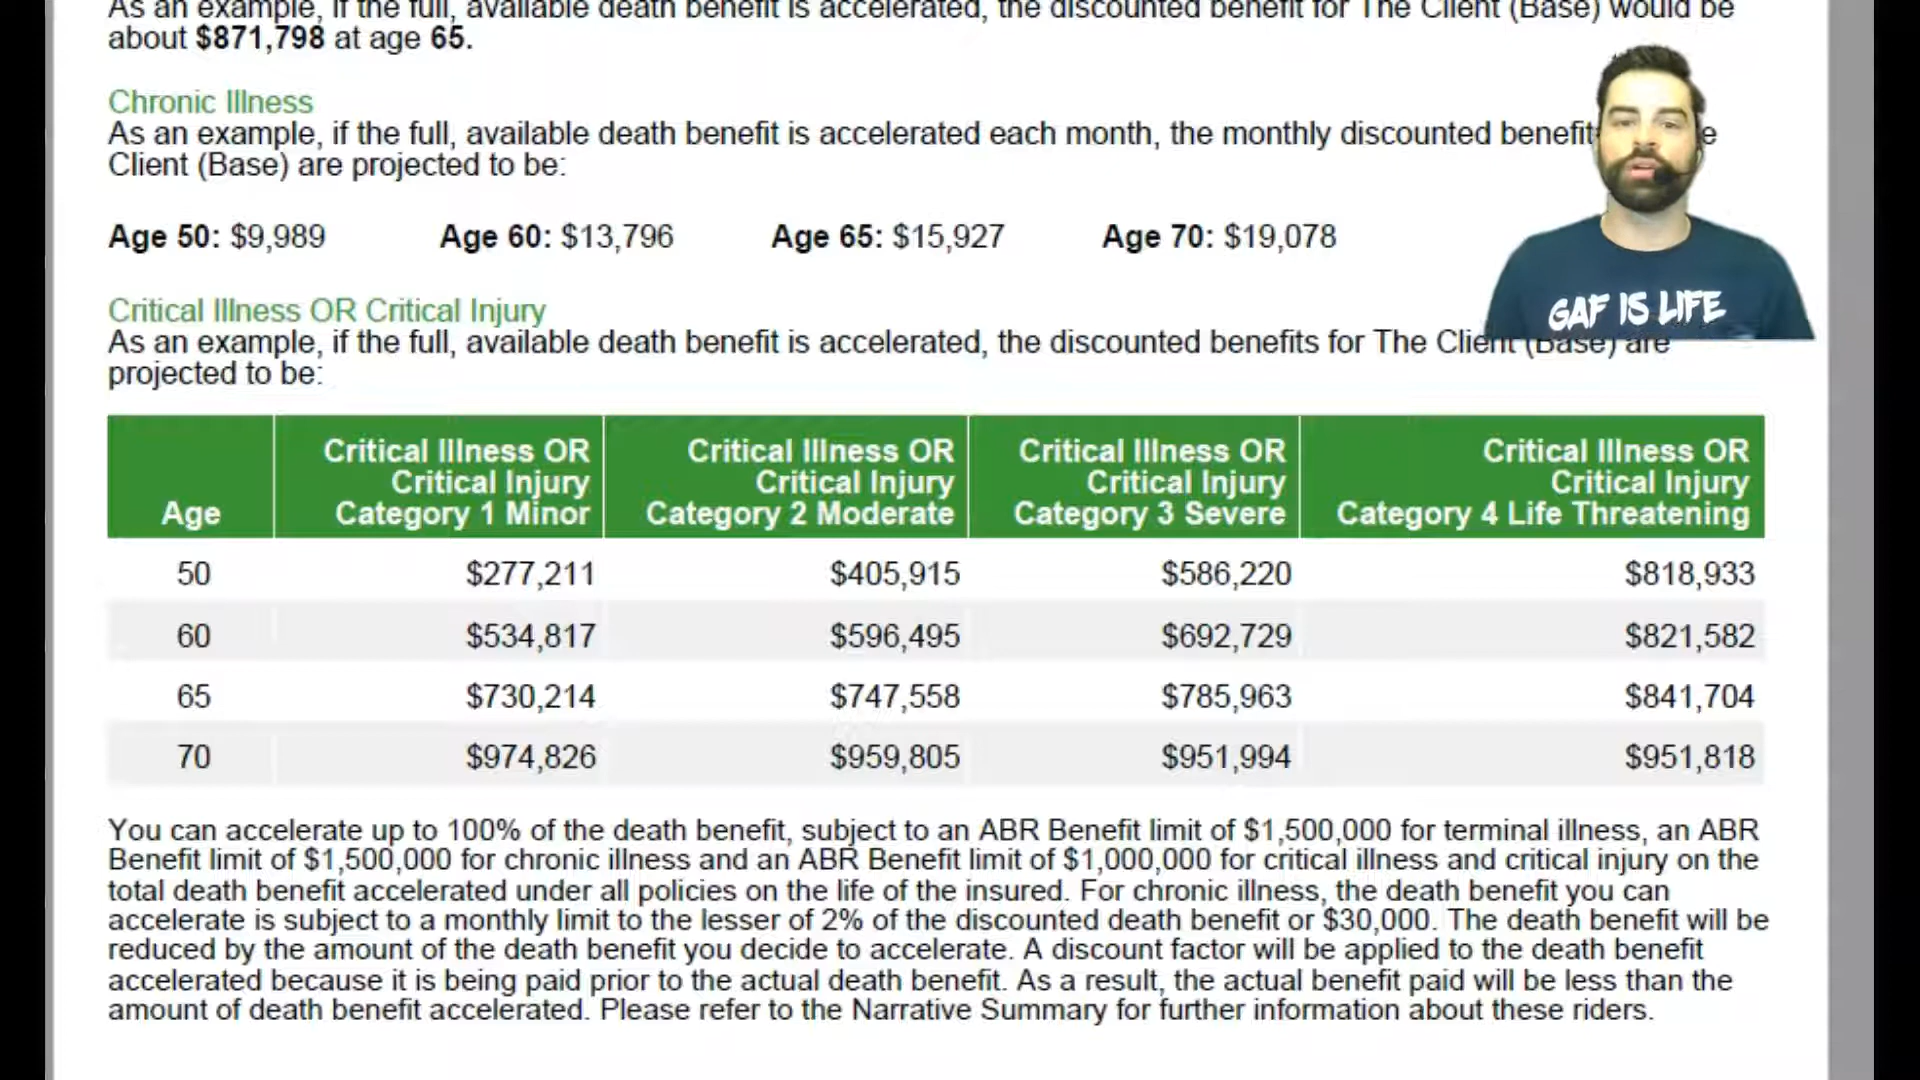 As an example, if the full, available death benefit is accelerated, the discounted benefit for The Client (Base) would be
about $871,798 at age 65.
Chronic Illness
As an example, if the full, available death benefit is accelerated each month, the monthly discounted benefit
Client (Base) are projected to be:
Age 50: $9,989 Age 60: $13,796 Age 65: $15,927 Age 70: $19,078
GAF IS LIFE
Critical Illness OR Critical Injury
As an example, if the full, available death benefit is accelerated, the discounted benefits for The Client (Base) are
projected to be:
Age Critical Illness OR Critical Injury Category 1 Minor Critical Illness OR Critical Injury Category 2 Moderate Critical Illness OR Critical Injury Category 3 Severe Critical Illness OR Critical Injury Category 4 Life Threatening
50 $277,211 $405,915 $586,220 $818,933
60 $534,817 $596,495 $692,729 $821,582
65 $730,214 $747,558 $785,963 $841,704
70 $974,826 $959,805 $951,994 $951,818
You can accelerate up to 100% of the death benefit, subject to an ABR Benefit limit of $1,500,000 for terminal illness, an ABR
Benefit limit of $1,500,000 for chronic illness and an ABR Benefit limit of $1,000,000 for critical illness and critical injury on the
total death benefit accelerated under all policies on the life of the insured. For chronic illness, the death benefit you can
accelerate is subject to a monthly limit to the lesser of 2% of the discounted death benefit or $30,000. The death benefit will be
reduced by the amount of the death benefit you decide to accelerate. A discount factor will be applied to the death benefit
accelerated because it is being paid prior to the actual death benefit. As a result, the actual benefit paid will be less than the
amount of death benefit accelerated. Please refer to the Narrative Summary for further information about these riders.